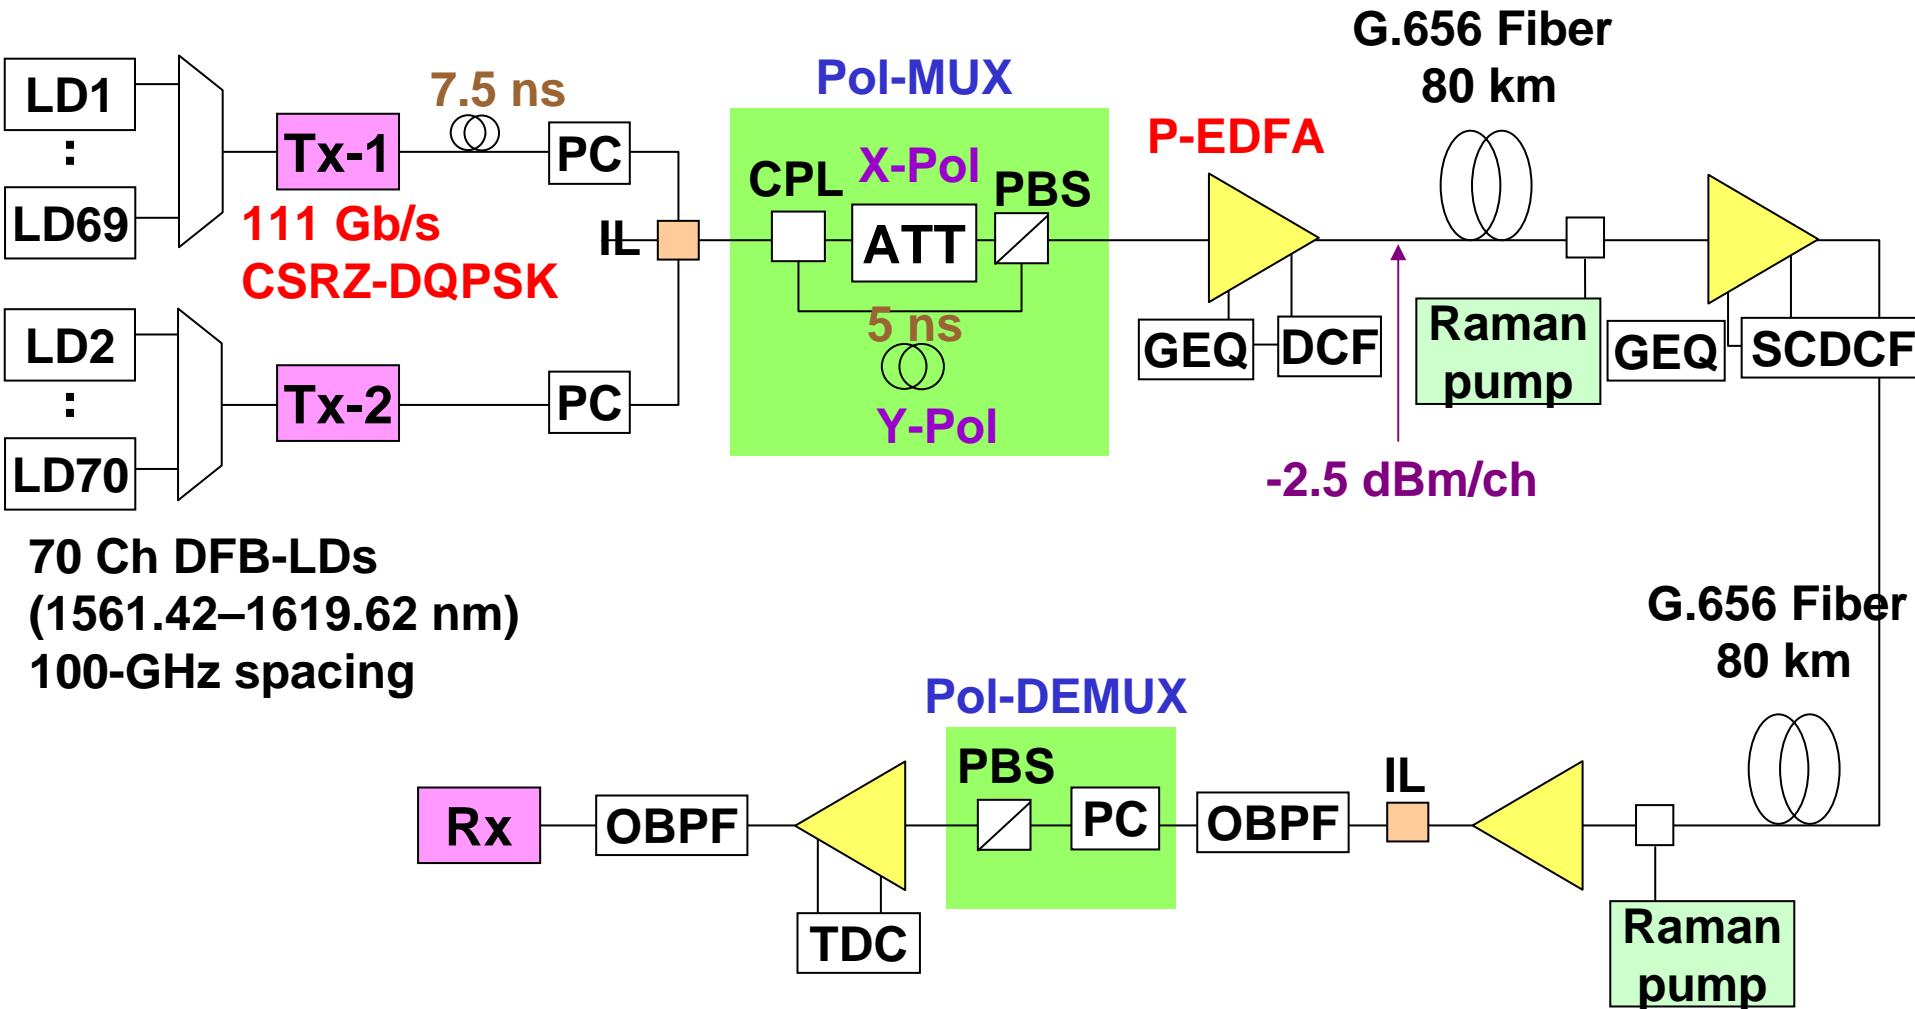 G.656 Fiber
80 km
LD1
:
LD69
7.5 ns
Tx-1
PC
111 Gb/s
CSRZ-DQPSK
IL
Pol-MUX
CPL
X-Pol
PBS
ATT
5 ns
Y-Pol
P-EDFA
GEQ
DCF
-2.5 dBm/ch
Raman
pump
GEQ
SCDCF
LD2
:
LD70
Tx-2
PC
70 Ch DFB-LDs
(1561.42–1619.62 nm)
100-GHz spacing
G.656 Fiber
80 km
Pol-DEMUX
PBS
PC
IL
OBPF
Rx
OBPF
TDC
Raman
pump